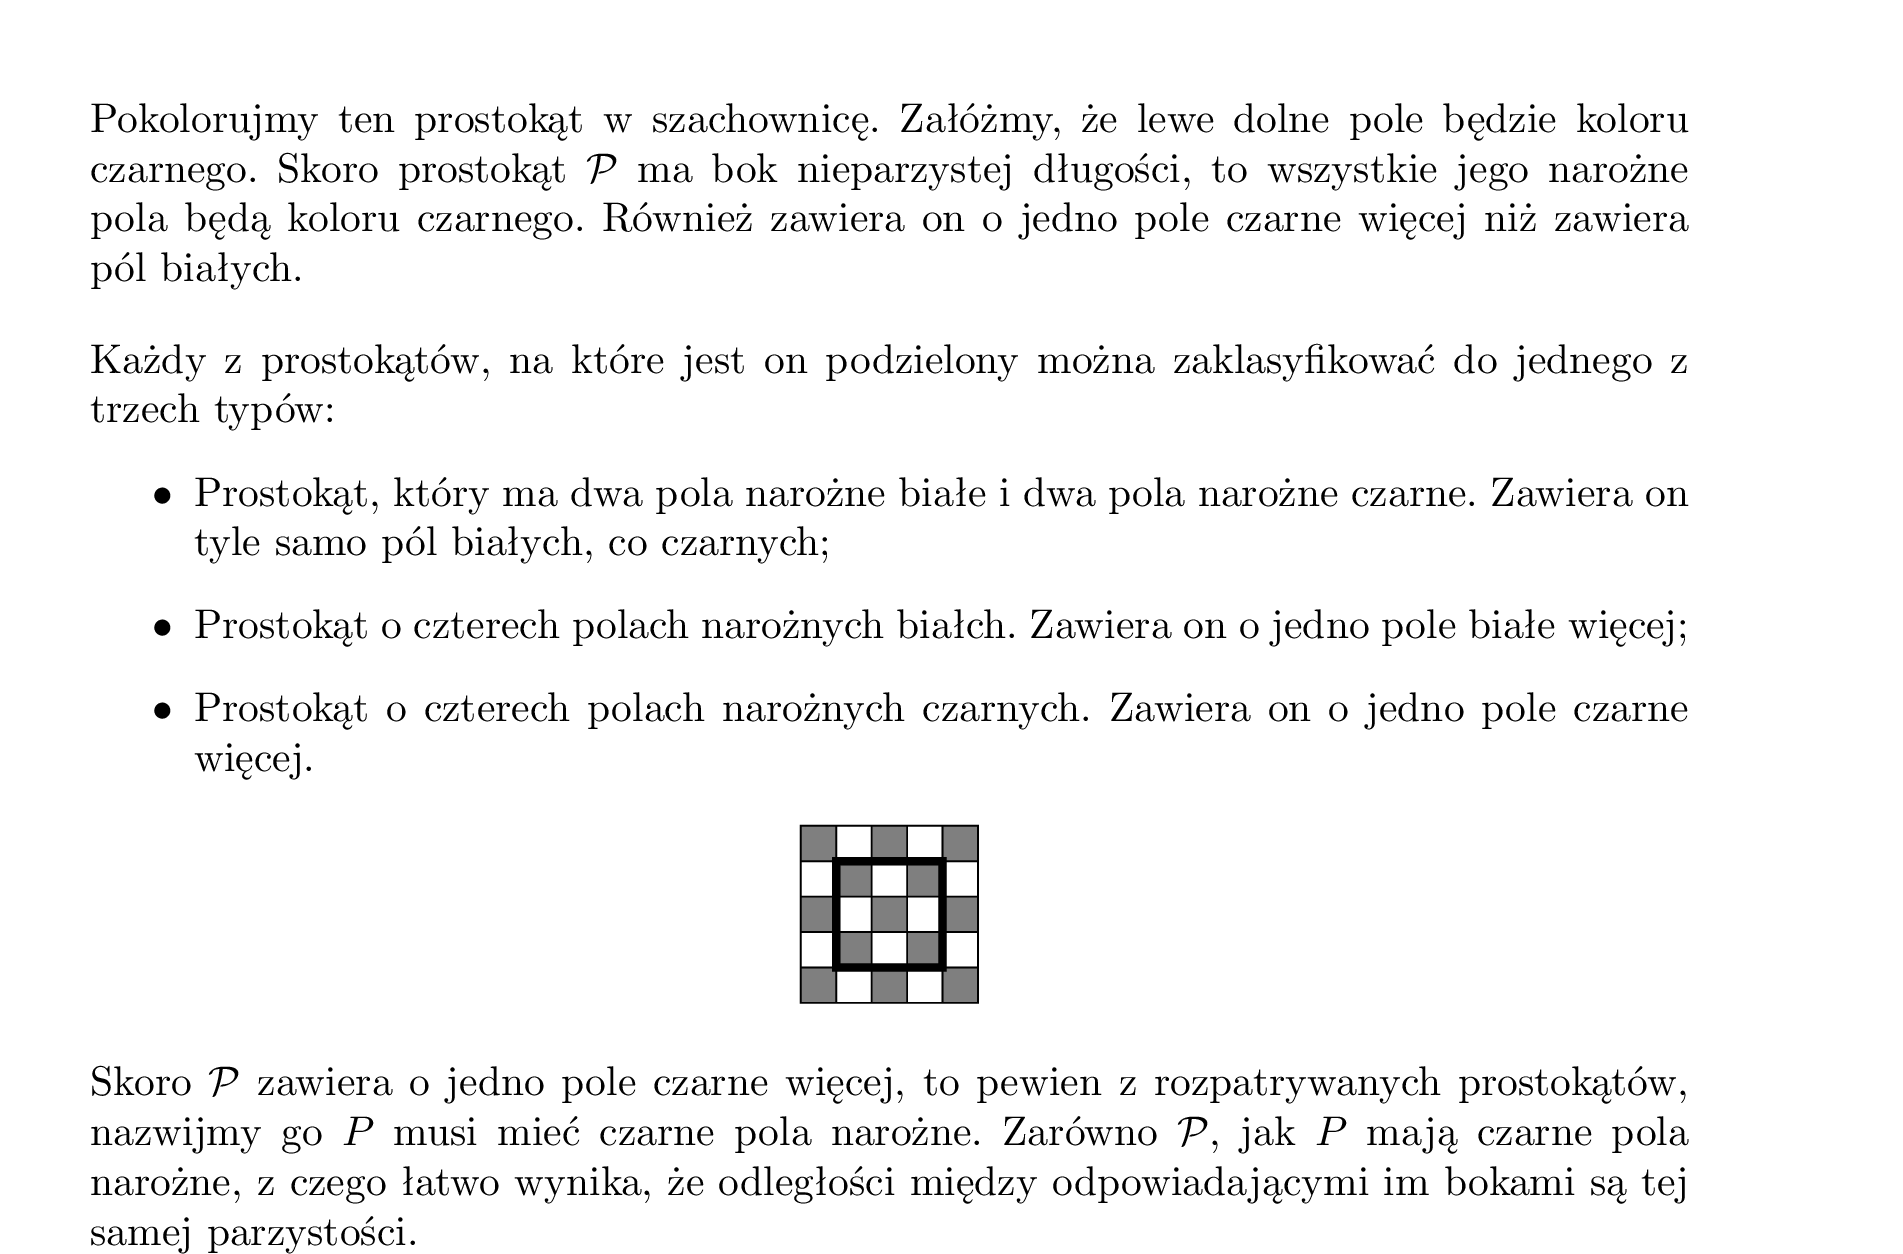 Pokolorujmy ten prostokąt w szachownicę. Załóżmy, że lewe dolne pole będzie koloru
czarnego. Skoro prostokąt 𝒫 ma bok nieparzystej długości, to wszystkie jego narożne
pola będą koloru czarnego. Również zawiera on o jedno pole czarne więcej niż zawiera
pól białych.
Każdy z prostokątów, na które jest on podzielony można zaklasyfikować do jednego z
trzech typów:
• Prostokąt, który ma dwa pola narożne białe i dwa pola narożne czarne. Zawiera on
tyle samo pól białych, co czarnych;
• Prostokąt o czterech polach narożnych białch. Zawiera on o jedno pole białe więcej;
• Prostokąt o czterech polach narożnych czarnych. Zawiera on o jedno pole czarne
więcej.
Skoro 𝒫 zawiera o jedno pole czarne więcej, to pewien z rozpatrywanych prostokątów,
nazwijmy go P musi mieć czarne pola narożne. Zarówno 𝒫, jak P mają czarne pola
narożne, z czego łatwo wynika, że odległości między odpowiadającymi im bokami są tej
samej parzystości.